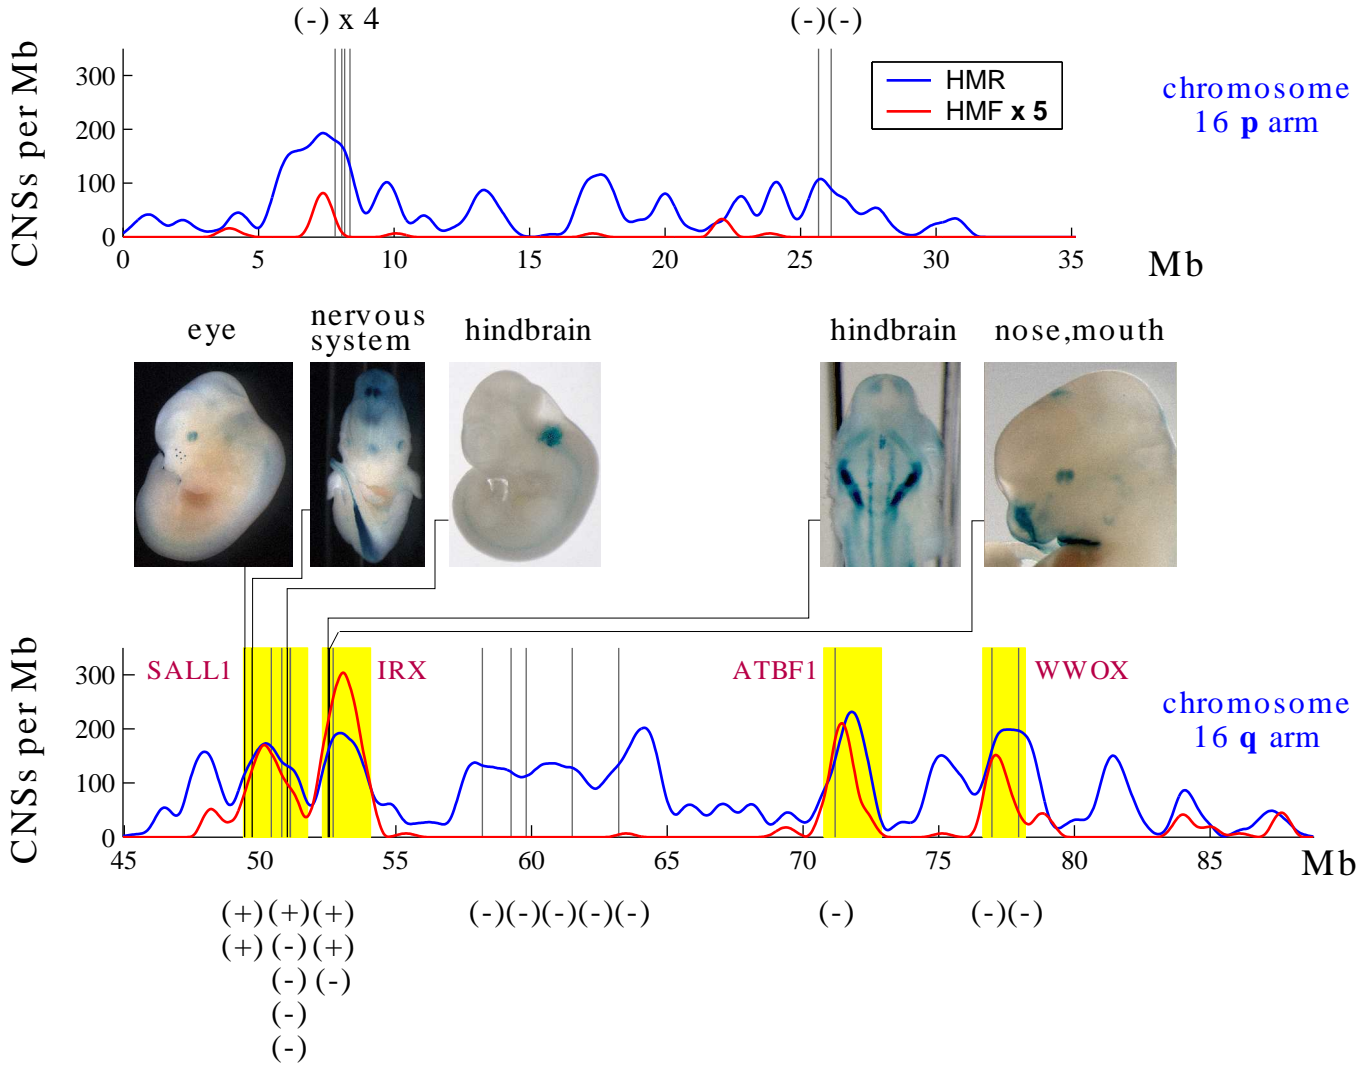 (-) x 4
(-)(-)
CNSs per Mb
300
200
100
0
HMR
HMF x 5
chromosome
16 p arm
0 5 10 15 20 25 30 35
Mb
eye
nervous
system
hindbrain
hindbrain
nose,mouth
CNSs per Mb
300
200
100
0
SALL1
IRX
ATBF1
WWOX
chromosome
16 q arm
45 50 55 60 65 70 75 80 85
Mb
(+) (+) (+) (-)(-)(-)(-)(-) (-) (-)(-)
(+) (-) (+)
(-) (-)
(-)
(-)